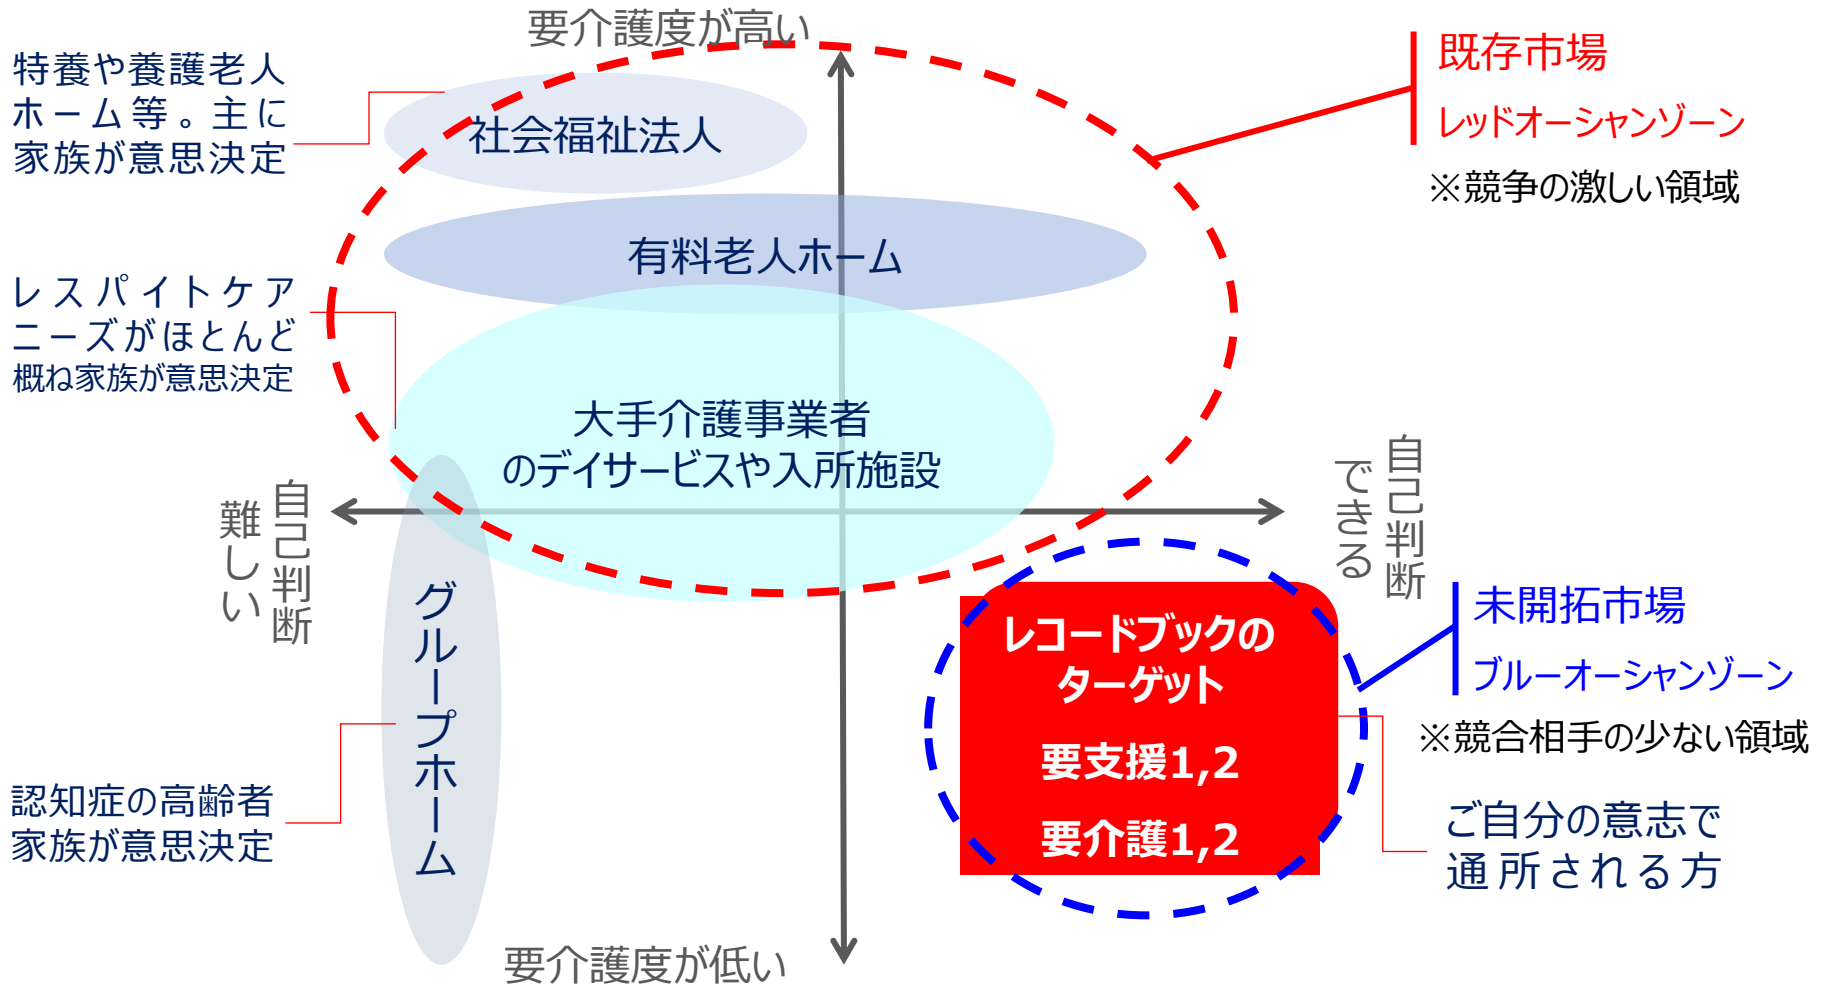 要介護度が高い
特養や養護老人
ホーム等。主に
家族が意思決定
社会福祉法人
既存市場
レッドオーシャンゾーン
※競争の激しい領域
有料老人ホーム
レスパイトケア
ニーズがほとんど
概ね家族が意思決定
大手介護事業者
のデイサービスや入所施設
自己判断
難しい
自己判断
できる
グループホーム
レコードブックの
ターゲット
要支援1,2
要介護1,2
未開拓市場
ブルーオーシャンゾーン
※競合相手の少ない領域
認知症の高齢者
家族が意思決定
ご自分の意志で
通所される方
要介護度が低い